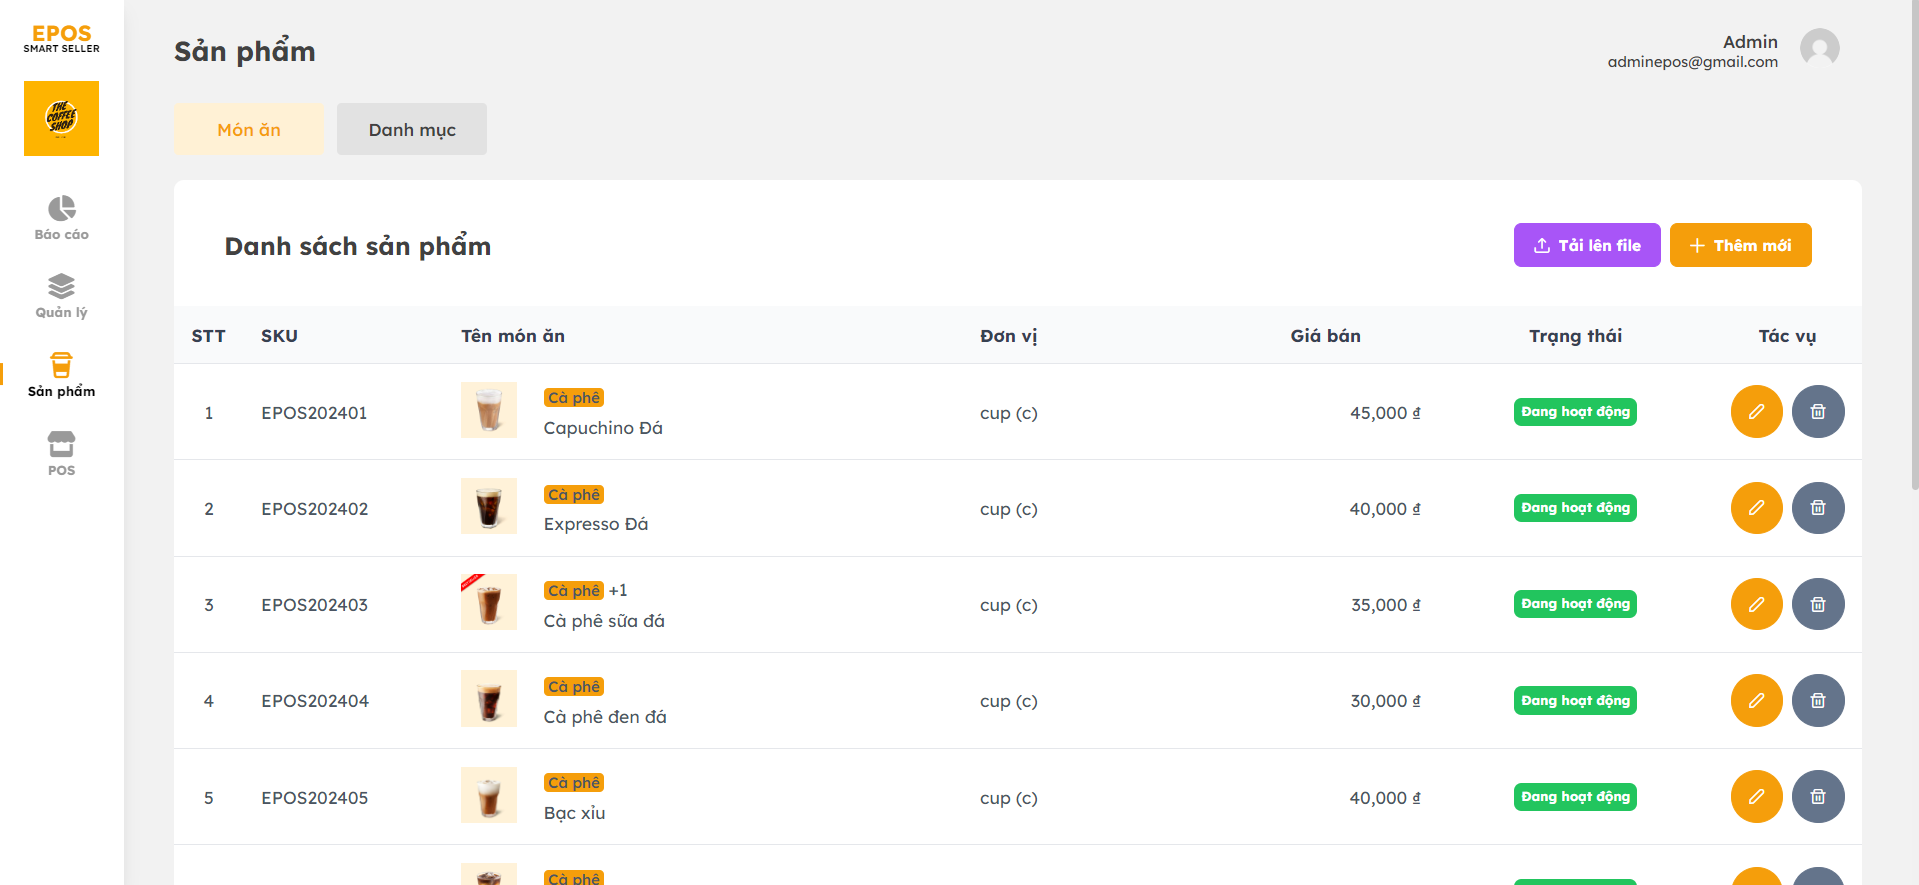 EPOS
SMART SELLER
THE
COFFEE
SHOP
Báo cáo
Quản lý
Sản phẩm
POS
Sản phẩm
Admin
adminepos@gmail.com
Món ăn
Danh mục
Danh sách sản phẩm
Tải lên file
Thêm mới
STT SKU Tên món ăn Đơn vị Giá bán Trạng thái Tác vụ
Cà phê
1 EPOS202401 Capuchino Đá cup (c) 45,000 ₫ Đang hoạt động
Cà phê
2 EPOS202402 Expresso Đá cup (c) 40,000 ₫ Đang hoạt động
Cà phê +1
3 EPOS202403 Cà phê sữa đá cup (c) 35,000 ₫ Đang hoạt động
Cà phê
4 EPOS202404 Cà phê đen đá cup (c) 30,000 ₫ Đang hoạt động
Cà phê
5 EPOS202405 Bạc xỉu cup (c) 40,000 ₫ Đang hoạt động
Cà phê